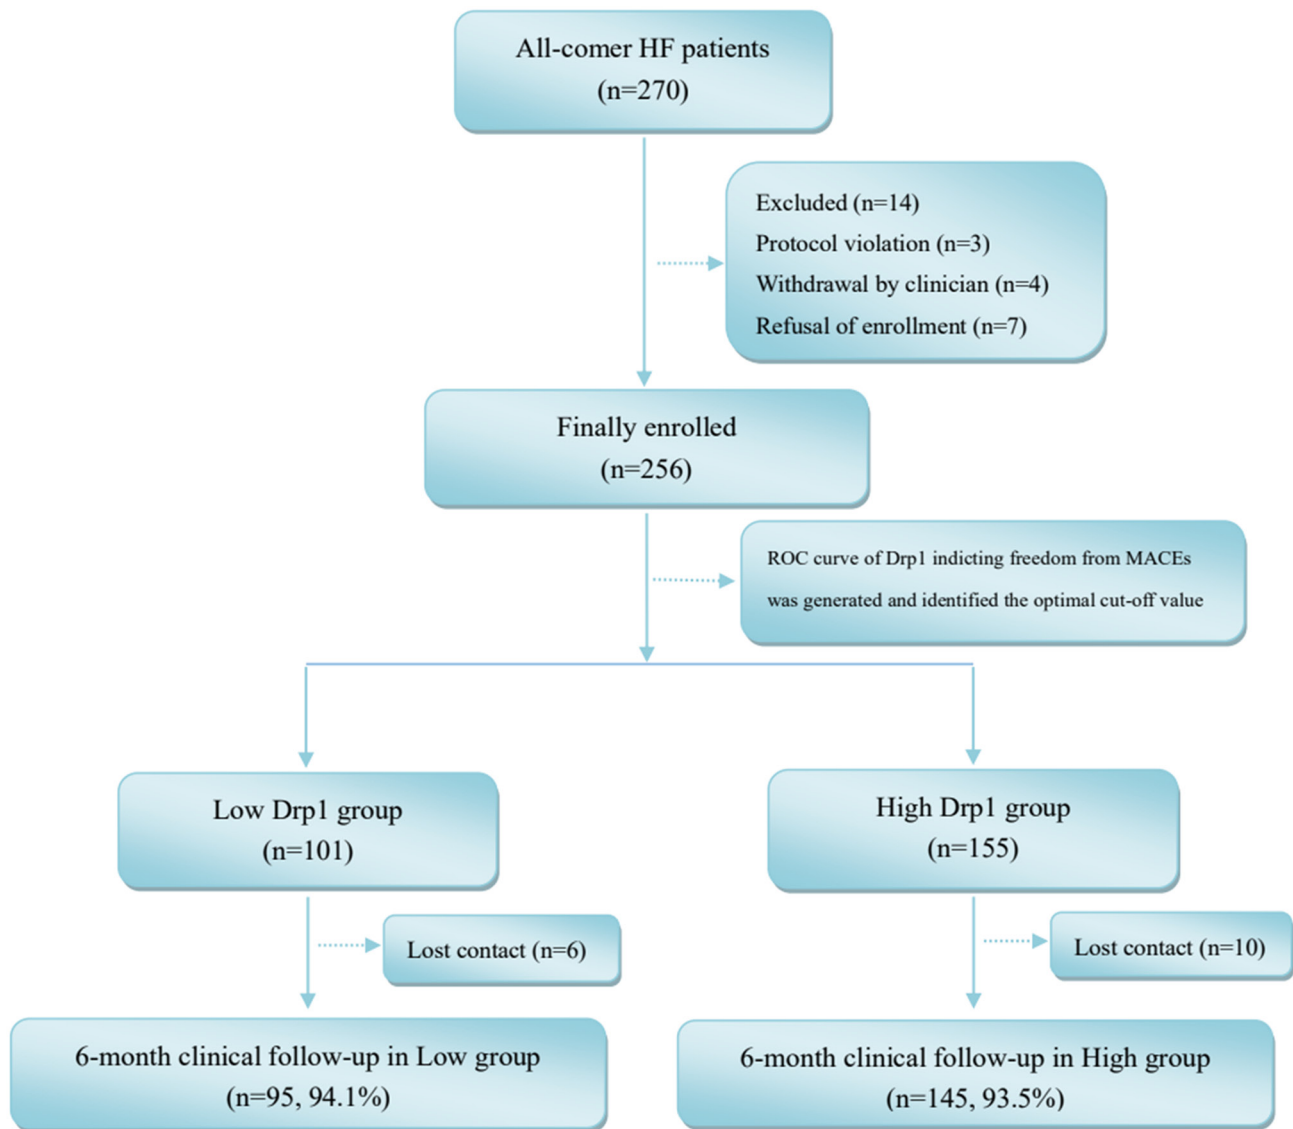 All-comer HF patients
(n=270)
Excluded (n=14)
Protocol violation (n=3)
Withdrawal by clinician (n=4)
Refusal of enrollment (n=7)
Finally enrolled
(n=256)
ROC curve of Drp1 indicting freedom from MACEs
was generated and identified the optimal cut-off value
Low Drp1 group
(n=101)
High Drp1 group
(n=155)
Lost contact (n=6)
Lost contact (n=10)
6-month clinical follow-up in Low group
(n=95, 94.1%)
6-month clinical follow-up in High group
(n=145, 93.5%)